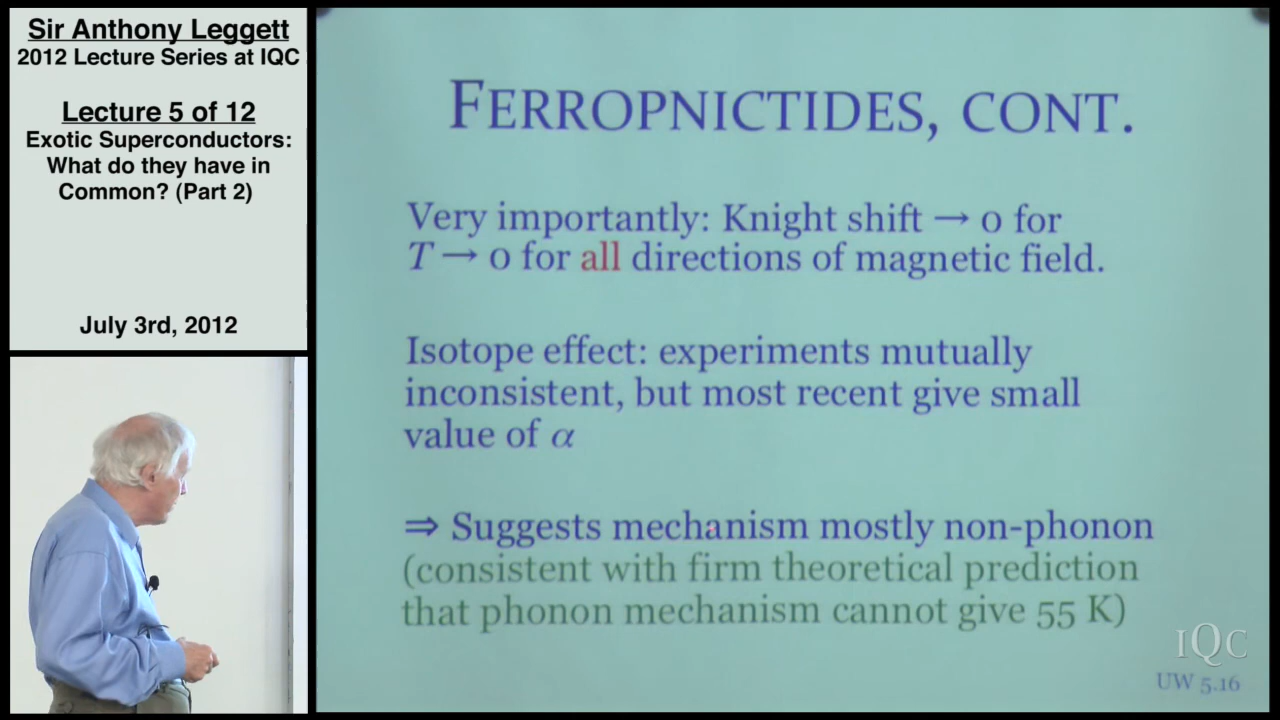 Sir Anthony Leggett
2012 Lecture Series at IQC
Lecture 5 of 12
Exotic Superconductors:
What do they have in
Common? (Part 2)
July 3rd, 2012
FERROPNICTIDES, CONT.
Very importantly: Knight shift → 0 for
T → 0 for all directions of magnetic field.
Isotope effect: experiments mutually
inconsistent, but most recent give small
value of α
⇒ Suggests mechanism mostly non-phonon
(consistent with firm theoretical prediction
that phonon mechanism cannot give 55 K)
IQC
UW 5.16